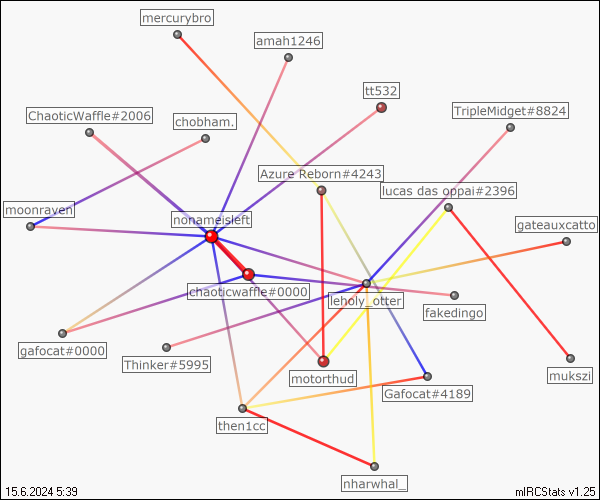 mercurybro
amah1246
tt532
ChaoticWaffle#2006
chobham.
TripleMidget#8824
Azure Reborn#4243
lucas das oppai#2396
moonraven
nonameisleft
gateauxcatto
chaoticwaffle#0000
leholy_otter
fakedingo
gafocat#0000
Thinker#5995
motorthud
mukszi
Gafocat#4189
then1cc
nharwhal_
15.6.2024 5:39
mIRCStats v1.25